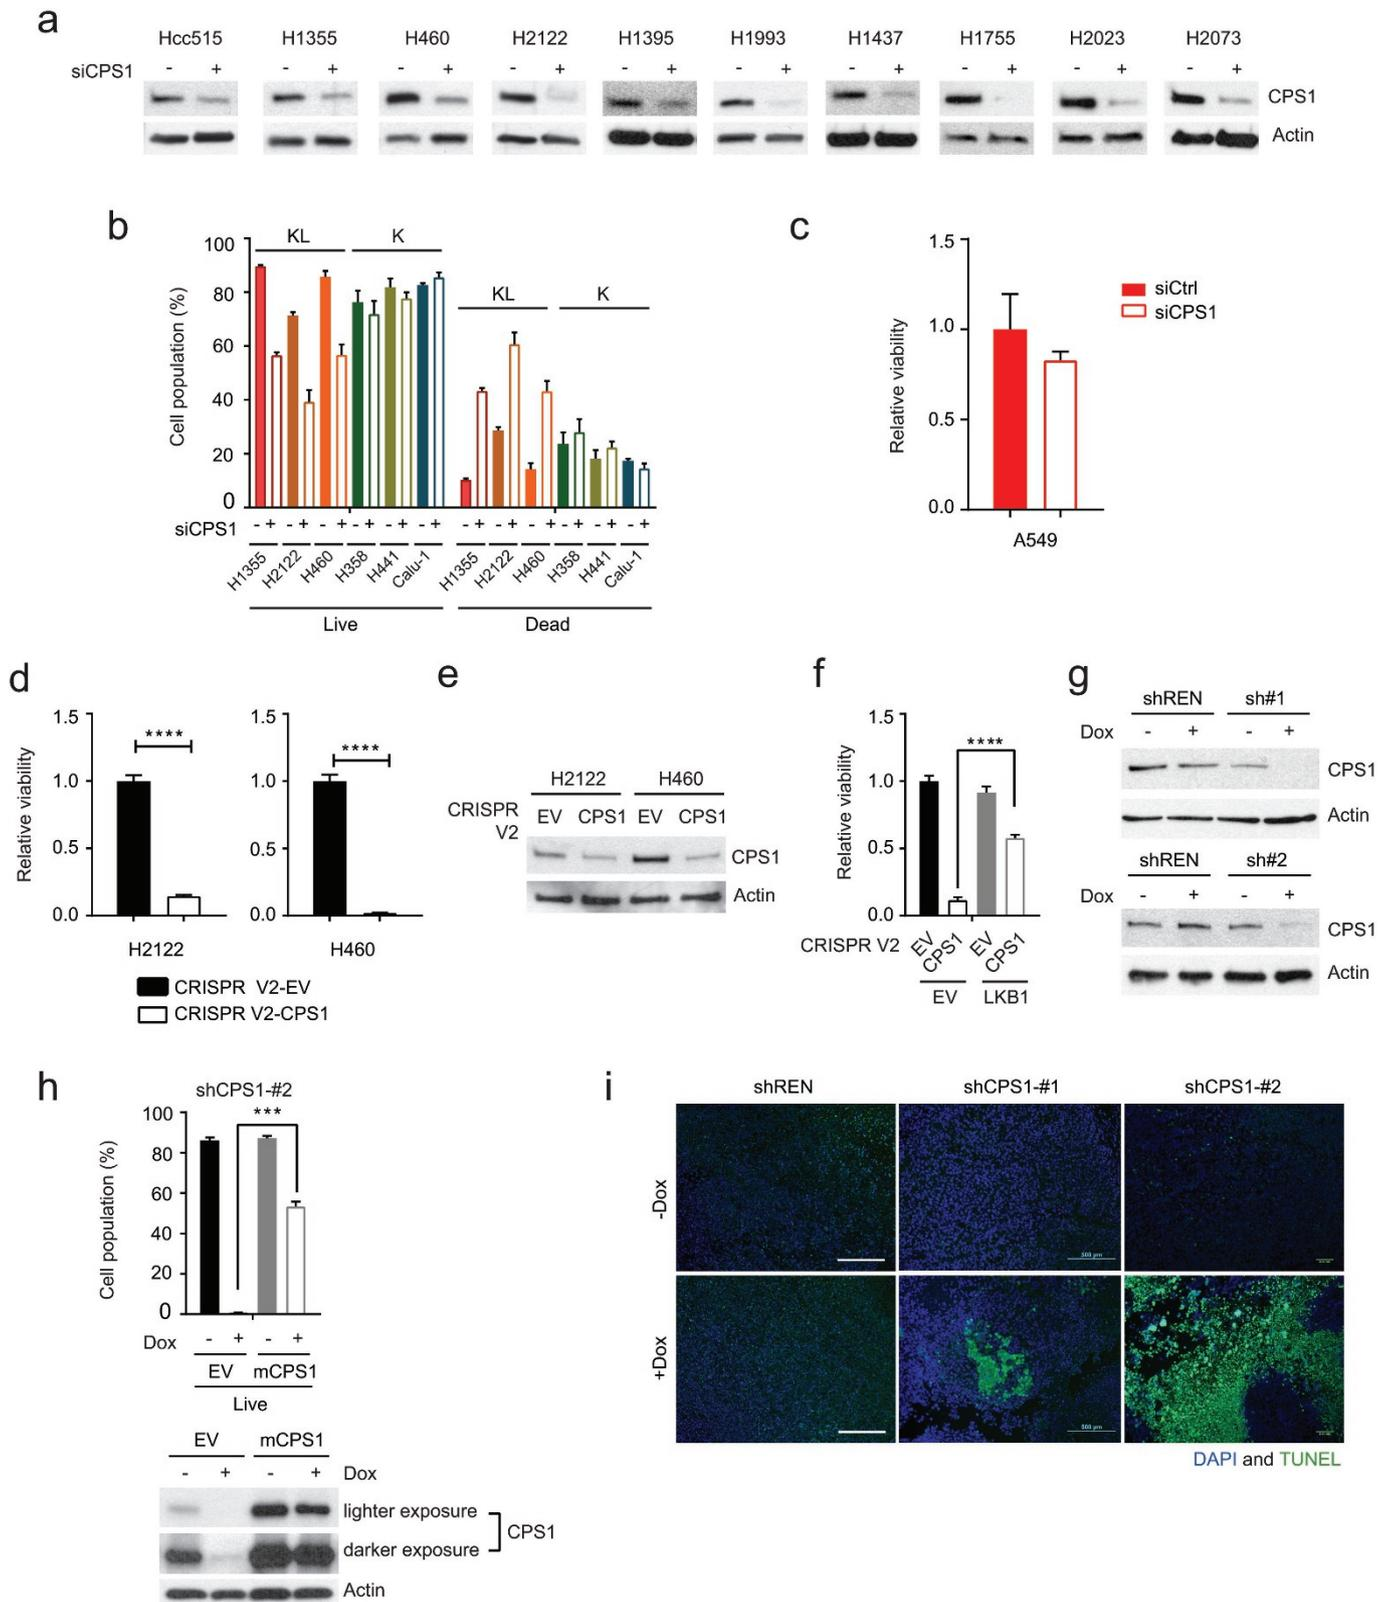 a
Hcc515 H1355 H460 H2122 H1395 H1993 H1437 H1755 H2023 H2073
siCPS1 - + - + - + - + - + - + - + - + - + - +
CPS1
Actin
b
100
80
60
40
20
0
Cell population (%)
KL K
KL K
siCPS1 - + - + - + - + - + - + - + - + - + - + - + - +
H1355 H2122 H460 H358 H441 Calu-1 H1355 H2122 H460 H358 H441 Calu-1
Live Dead
c
1.5
1.0
0.5
0.0
Relative viability
siCtrl
siCPS1
A549
d
Relative viability
1.5
1.0
0.5
0.0
****
H2122
1.5
1.0
0.5
0.0
****
H460
CRISPR V2-EV
CRISPR V2-CPS1
e
H2122 H460
CRISPR V2
EV CPS1 EV CPS1
CPS1
Actin
f
Relative viability
1.5
1.0
0.5
0.0
****
CRISPR V2 EV CPS1 EV CPS1
EV LKB1
g
shREN sh#1
Dox - + - +
CPS1
Actin
shREN sh#2
Dox - + - +
CPS1
Actin
h
shCPS1-#2
Cell population (%)
100
80
60
40
20
0
***
Dox - + - +
EV mCPS1
Live
EV mCPS1
- + - + Dox
lighter exposure
darker exposure
CPS1
Actin
i
shREN shCPS1-#1 shCPS1-#2
-Dox
500 µm
+Dox
500 µm
DAPI and TUNEL